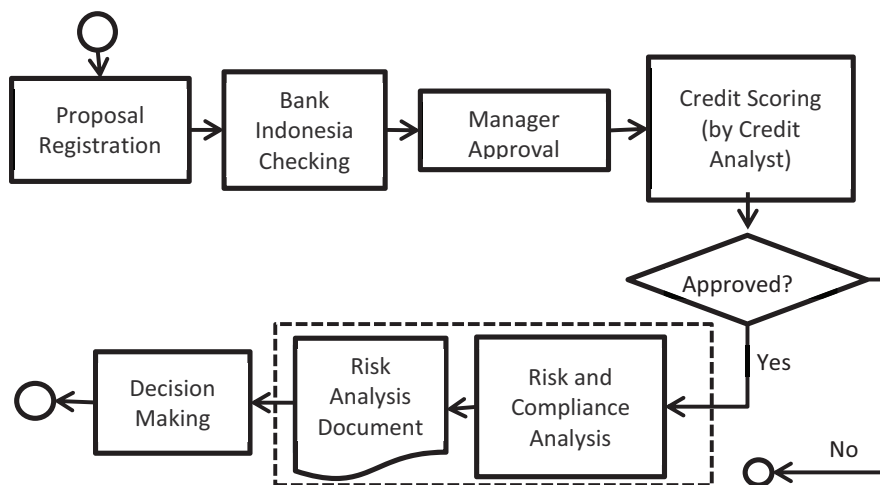 Proposal
Registration
Bank
Indonesia
Checking
Manager
Approval
Credit Scoring
(by Credit
Analyst)
Approved?
Yes
Risk and
Compliance
Analysis
Risk
Analysis
Document
Decision
Making
No